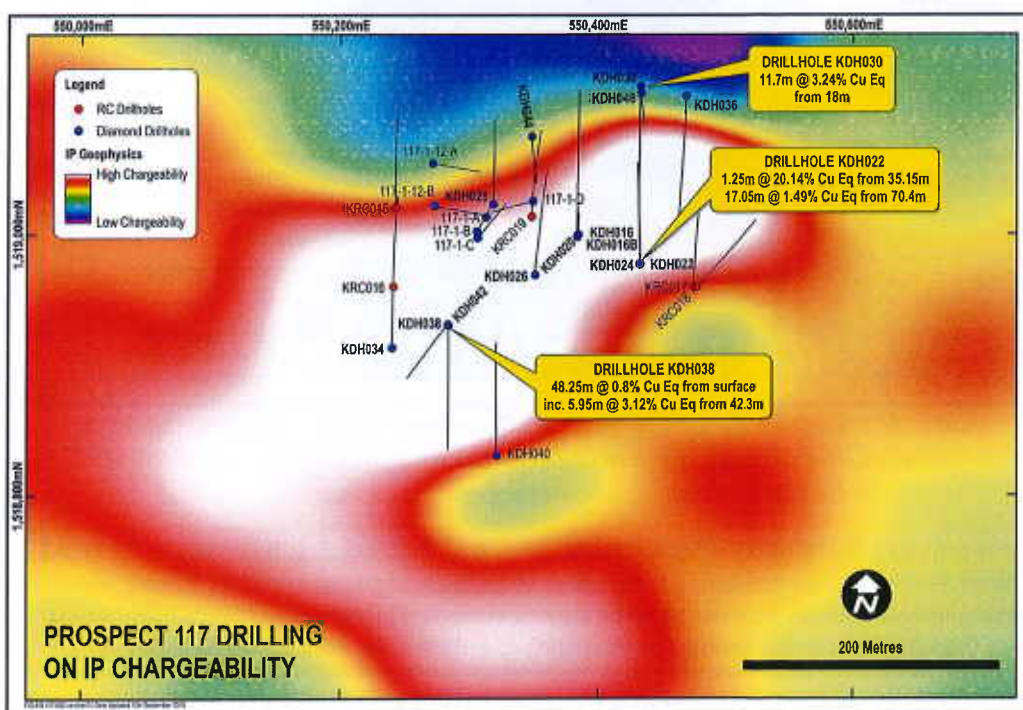 550,000mE
550,200mE
550,400mE
550,600mE
Legend
RC Drillholes
Diamond Drillholes
IP Geophysics
High Chargeability
Low Chargeability
DRILLHOLE KDH030
11.7m @ 3.24% Cu Eq
from 18m
KDH030
KDH048
KDH036
KDH044
117-1-12-A
DRILLHOLE KDH022
1.25m @ 20.14% Cu Eq from 35.15m
17.05m @ 1.49% Cu Eq from 70.4m
117-1-12-B
KDH028
117-1-D
KRC015
117-1-A
117-1-B
117-1-C
KRC019
KDH016
KDH016B
1,519,000mN
KDH026
KDH020
KDH024
KDH022
KRC016
KRC017
KRC018
KDH038
KDH042
KDH034
DRILLHOLE KDH038
48.25m @ 0.8% Cu Eq from surface
inc. 5.95m @ 3.12% Cu Eq from 42.3m
KDH040
1,518,800mN
N
PROSPECT 117 DRILLING
ON IP CHARGEABILITY
200 Metres